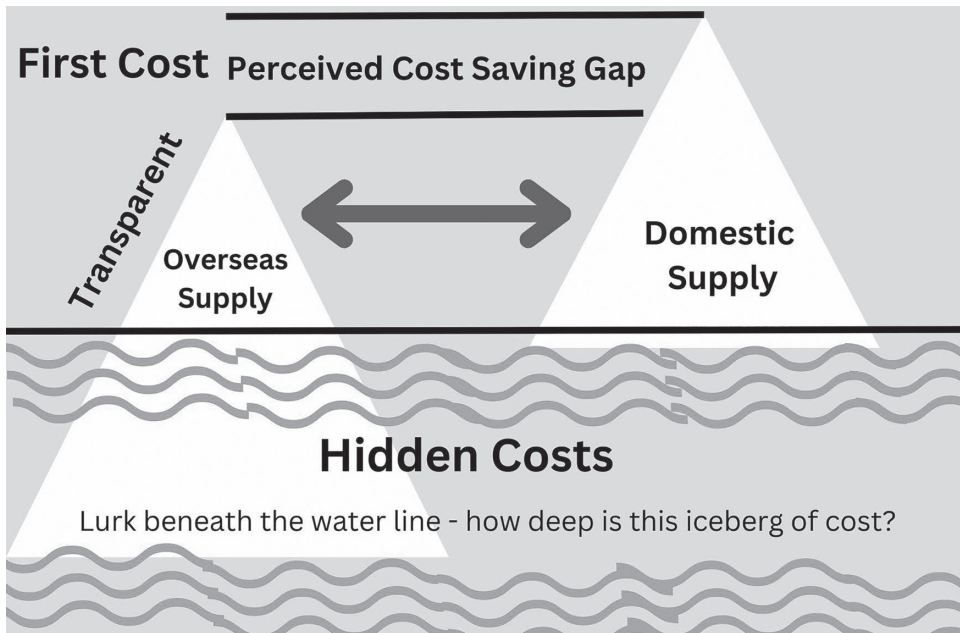 First Cost
Perceived Cost Saving Gap
Transparent
Overseas
Supply
Domestic
Supply
Hidden Costs
Lurk beneath the water line - how deep is this iceberg of cost?